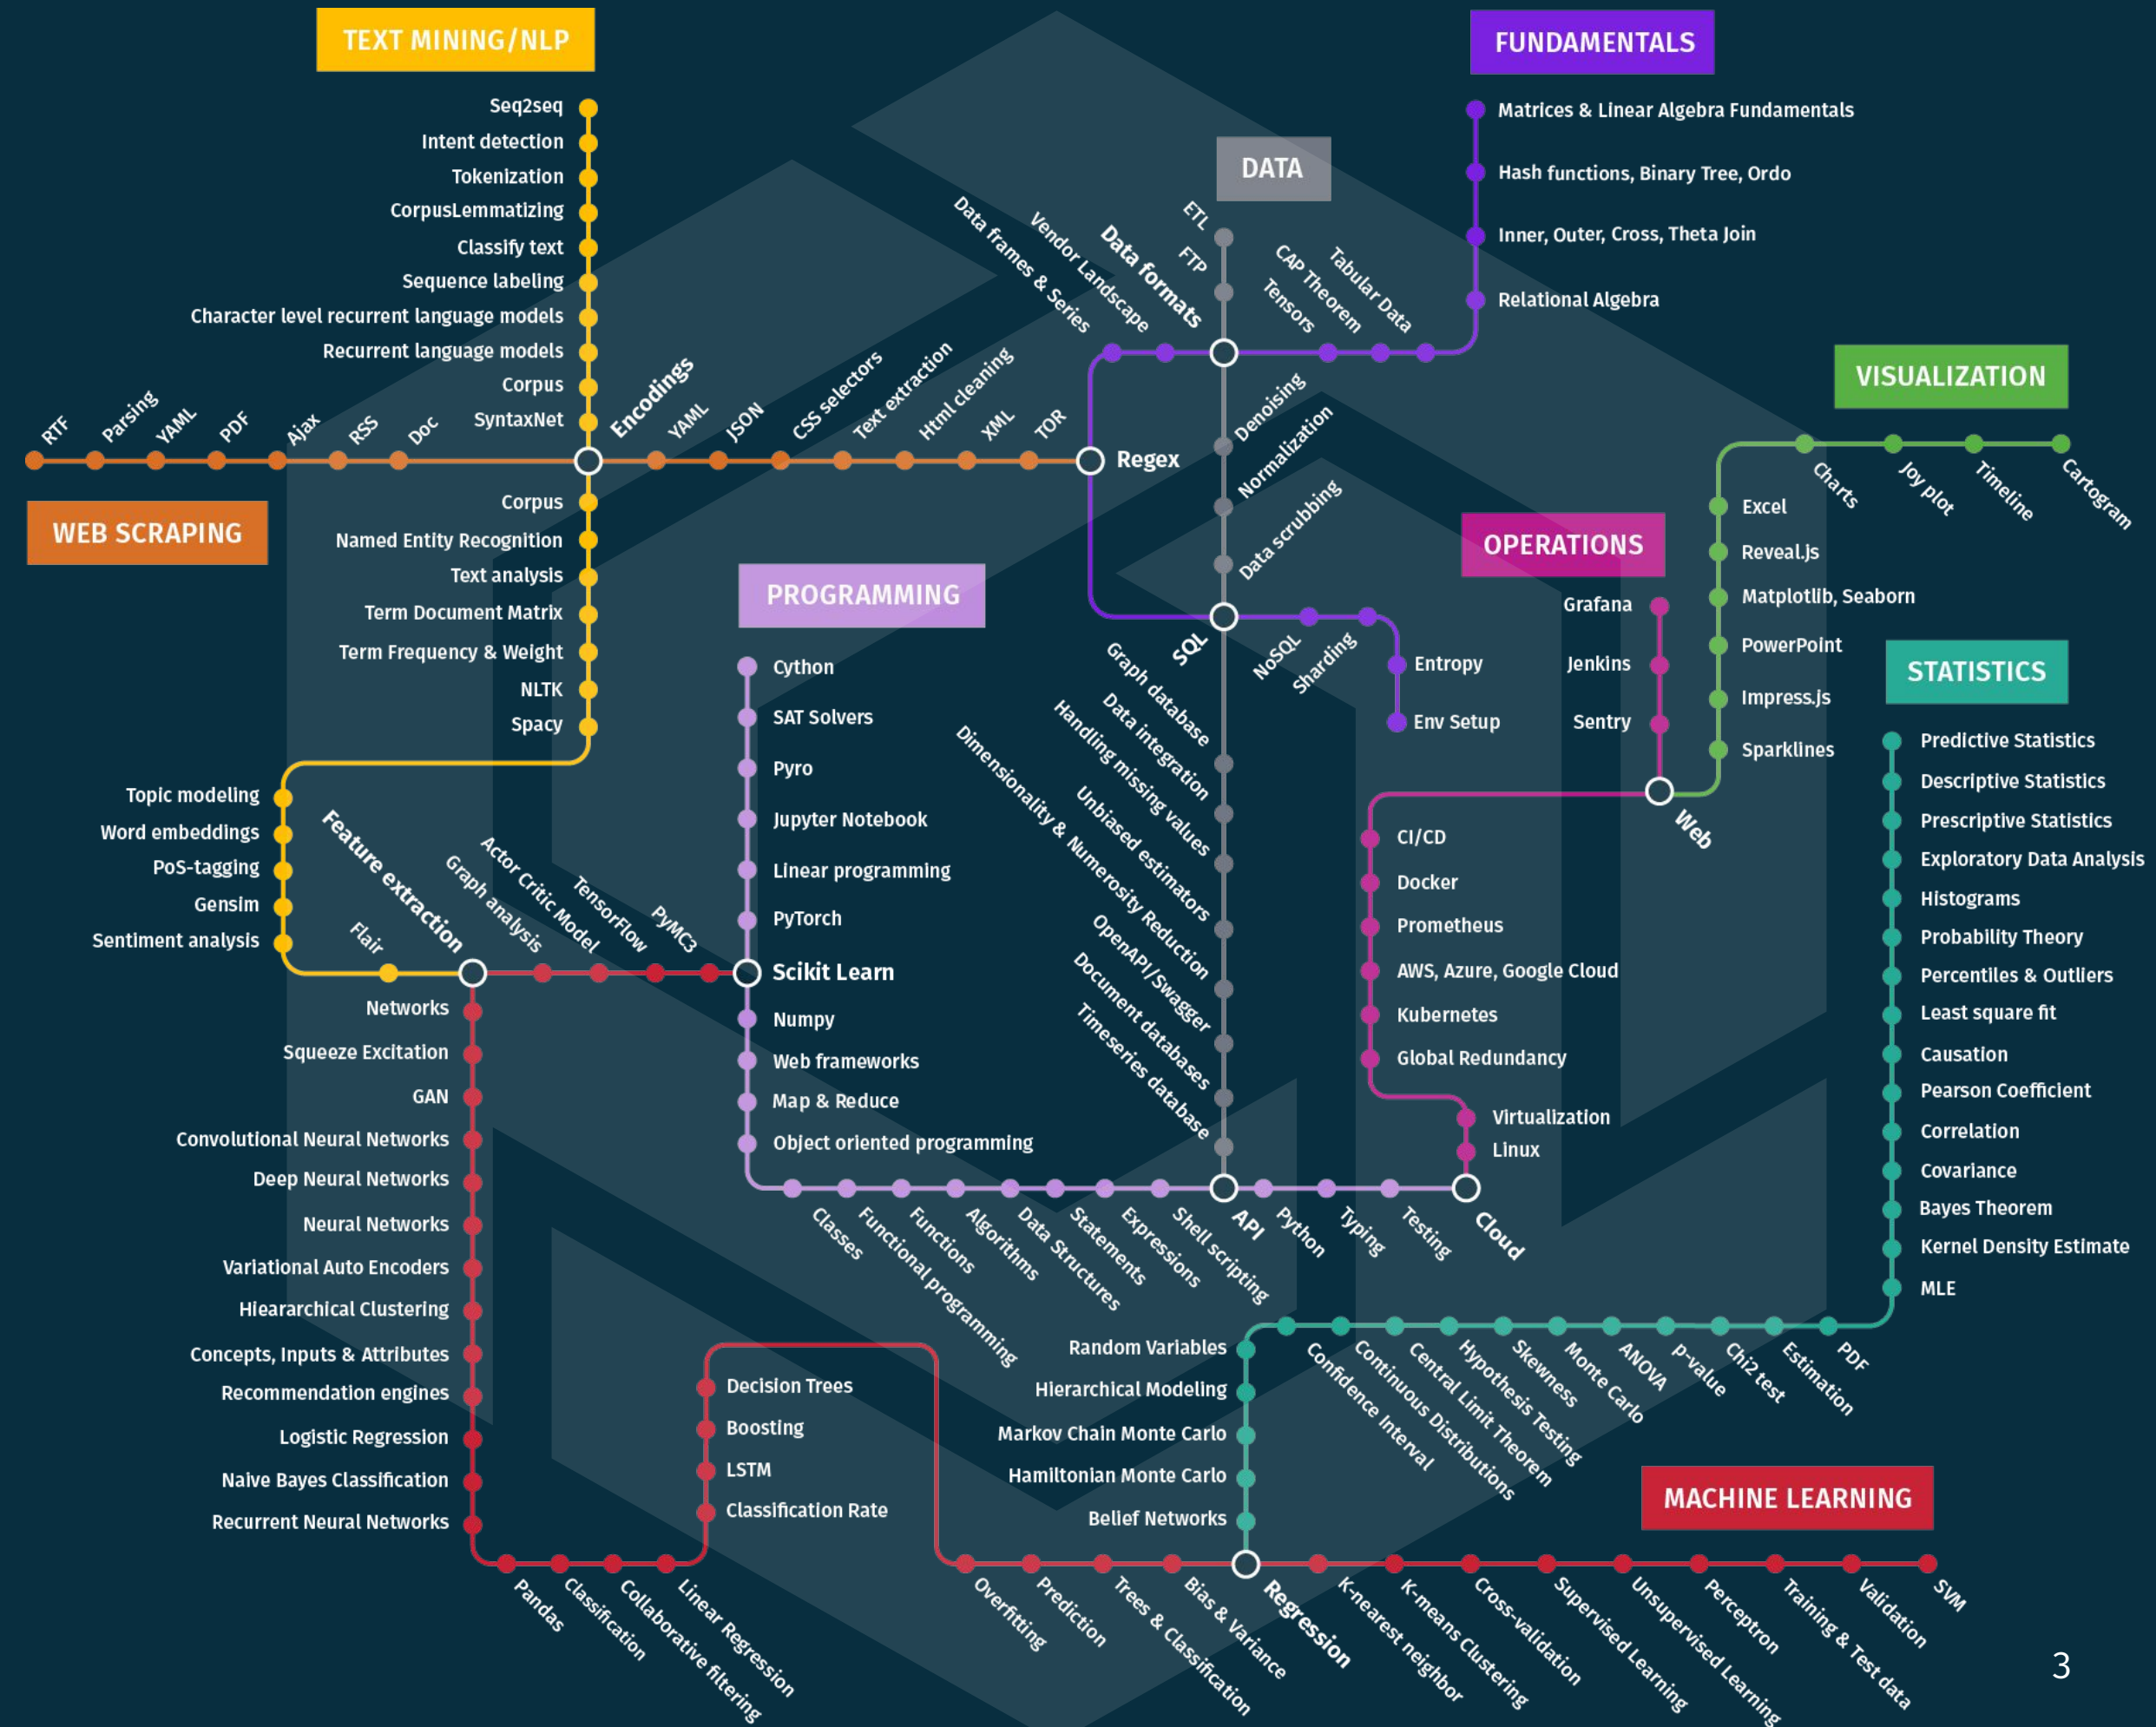 TEXT MINING/NLP
Seq2seq
Intent detection
Tokenization
CorpusLemmatizing
Classify text
Sequence labeling
Character level recurrent language models
Recurrent language models
Corpus
SyntaxNet
Encodings
Corpus
Named Entity Recognition
Text analysis
Term Document Matrix
Term Frequency & Weight
NLTK
Spacy
Topic modeling
Word embeddings
PoS-tagging
Gensim
Sentiment analysis
Flair
Feature extraction
WEB SCRAPING
RTF
Parsing
YAML
PDF
Ajax
RSS
Doc
YAML
JSON
CSS selectors
Text extraction
Html cleaning
XML
TOR
Regex
FUNDAMENTALS
Matrices & Linear Algebra Fundamentals
Hash functions, Binary Tree, Ordo
Inner, Outer, Cross, Theta Join
Relational Algebra
Tabular Data
CAP Theorem
Tensors
Data formats
Vendor Landscape
Data frames & Series
SQL
NoSQL
Sharding
Entropy
Env Setup
DATA
ETL
FTP
Denoising
Normalization
Data scrubbing
Graph database
Data integration
Handling missing values
Unbiased estimators
Dimensionality & Numerosity Reduction
OpenAPI/Swagger
Document databases
Timeseries database
API
VISUALIZATION
Charts
Joy plot
Timeline
Cartogram
Excel
Reveal.js
Matplotlib, Seaborn
PowerPoint
Impress.js
Sparklines
Web
OPERATIONS
Grafana
Jenkins
Sentry
CI/CD
Docker
Prometheus
AWS, Azure, Google Cloud
Kubernetes
Global Redundancy
Virtualization
Linux
Cloud
PROGRAMMING
Cython
SAT Solvers
Pyro
Jupyter Notebook
Linear programming
PyTorch
Scikit Learn
Numpy
Web frameworks
Map & Reduce
Object oriented programming
Classes
Functional programming
Functions
Algorithms
Data Structures
Statements
Expressions
Shell scripting
Python
Typing
Testing
STATISTICS
Predictive Statistics
Descriptive Statistics
Prescriptive Statistics
Exploratory Data Analysis
Histograms
Probability Theory
Percentiles & Outliers
Least square fit
Causation
Pearson Coefficient
Correlation
Covariance
Bayes Theorem
Kernel Density Estimate
MLE
PDF
Estimation
Chi2 test
p-value
ANOVA
Monte Carlo
Skewness
Hypothesis Testing
Central Limit Theorem
Continuous Distributions
Confidence Interval
Random Variables
Hierarchical Modeling
Markov Chain Monte Carlo
Hamiltonian Monte Carlo
Belief Networks
Regression
MACHINE LEARNING
Graph analysis
Actor Critic Model
TensorFlow
PyMC3
Networks
Squeeze Excitation
GAN
Convolutional Neural Networks
Deep Neural Networks
Neural Networks
Variational Auto Encoders
Hieararchical Clustering
Concepts, Inputs & Attributes
Recommendation engines
Logistic Regression
Naive Bayes Classification
Recurrent Neural Networks
Pandas
Classification
Collaborative filtering
Linear Regression
Decision Trees
Boosting
LSTM
Classification Rate
Overfitting
Prediction
Trees & Classification
Bias & Variance
K-nearest neighbor
K-means Clustering
Cross-validation
Supervised Learning
Unsupervised Learning
Perceptron
Training & Test data
Validation
SVM
3